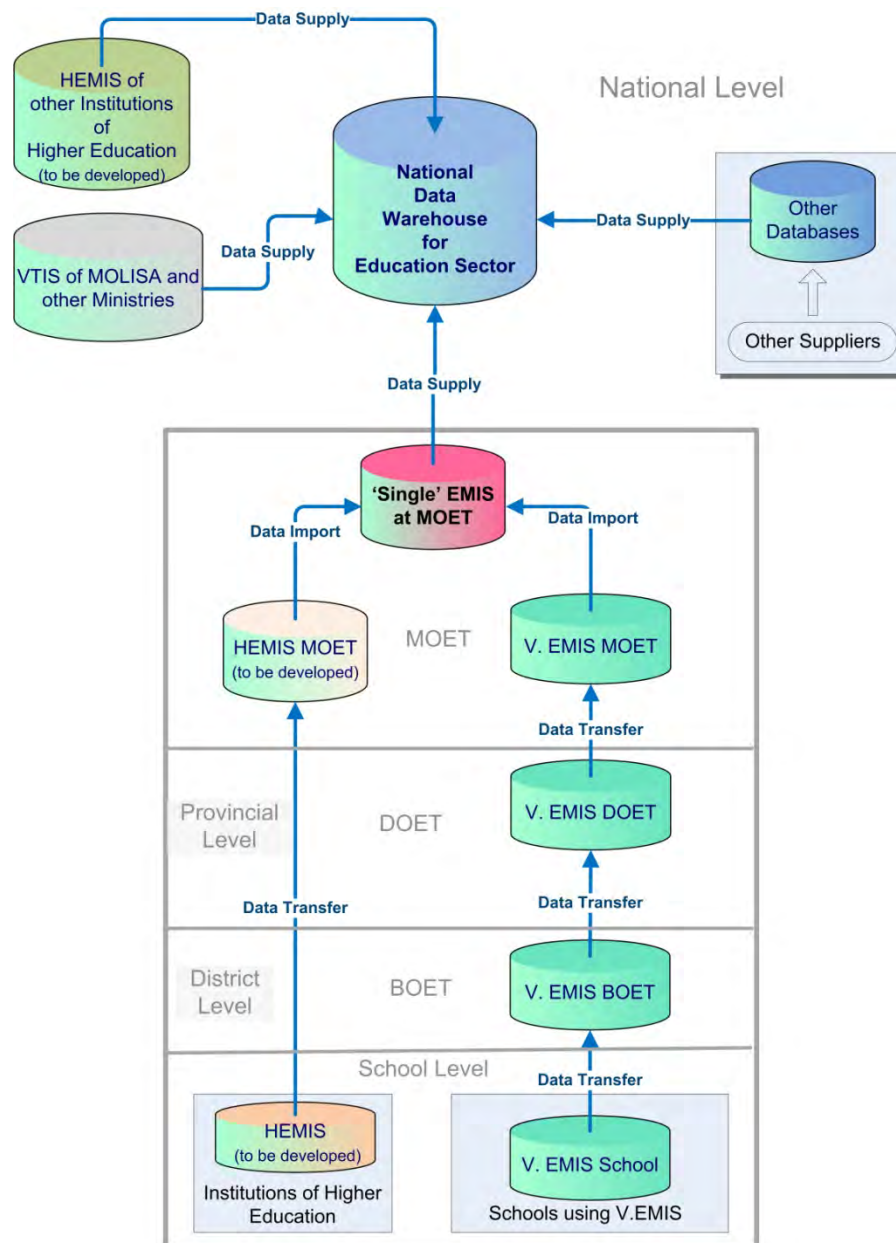 Data Supply
HEMIS of
other Institutions
of
Higher Education
(to be developed)
National Level
National
Data
Warehouse
for
Education Sector
Data Supply
Other
Databases
Data Supply
VTIS of MOLISA and
other Ministries
Other Suppliers
Data Supply
'Single' EMIS
at MOET
Data Import
Data Import
HEMIS MOET
(to be developed)
MOET
V. EMIS MOET
Data Transfer
Provincial
Level
DOET
V. EMIS DOET
Data Transfer
Data Transfer
District
Level
BOET
V. EMIS BOET
School Level
Data Transfer
HEMIS
(to be developed)
V. EMIS School
Institutions of Higher
Education
Schools using V.EMIS